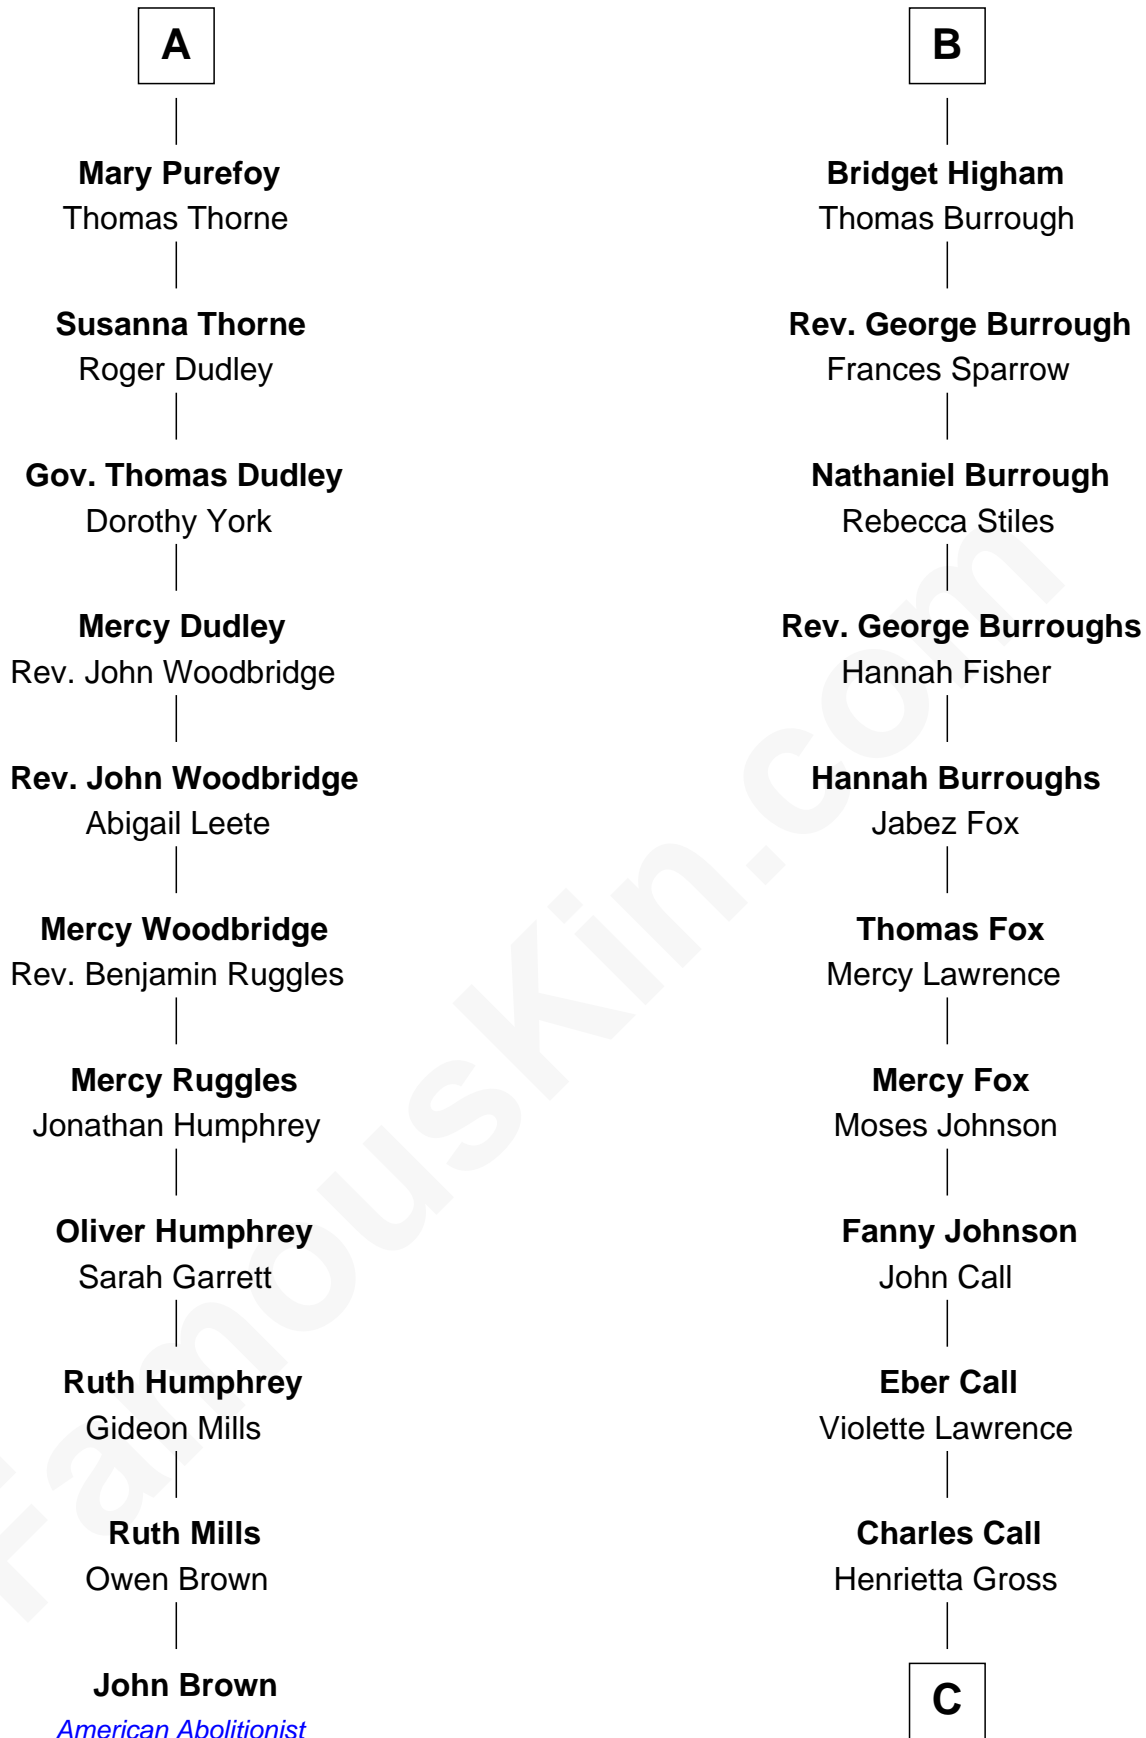 A
Mary Purefoy
Thomas Thorne
Susanna Thorne
Roger Dudley
Gov. Thomas Dudley
Dorothy York
Mercy Dudley
Rev. John Woodbridge
Rev. John Woodbridge
Abigail Leete
Mercy Woodbridge
Rev. Benjamin Ruggles
Mercy Ruggles
Jonathan Humphrey
Oliver Humphrey
Sarah Garrett
Ruth Humphrey
Gideon Mills
Ruth Mills
Owen Brown
John Brown
American Abolitionist
B
Bridget Higham
Thomas Burrough
Rev. George Burrough
Frances Sparrow
Nathaniel Burrough
Rebecca Stiles
Rev. George Burroughs
Hannah Fisher
Hannah Burroughs
Jabez Fox
Thomas Fox
Mercy Lawrence
Mercy Fox
Moses Johnson
Fanny Johnson
John Call
Eber Call
Violette Lawrence
Charles Call
Henrietta Gross
C
FamousKin.com